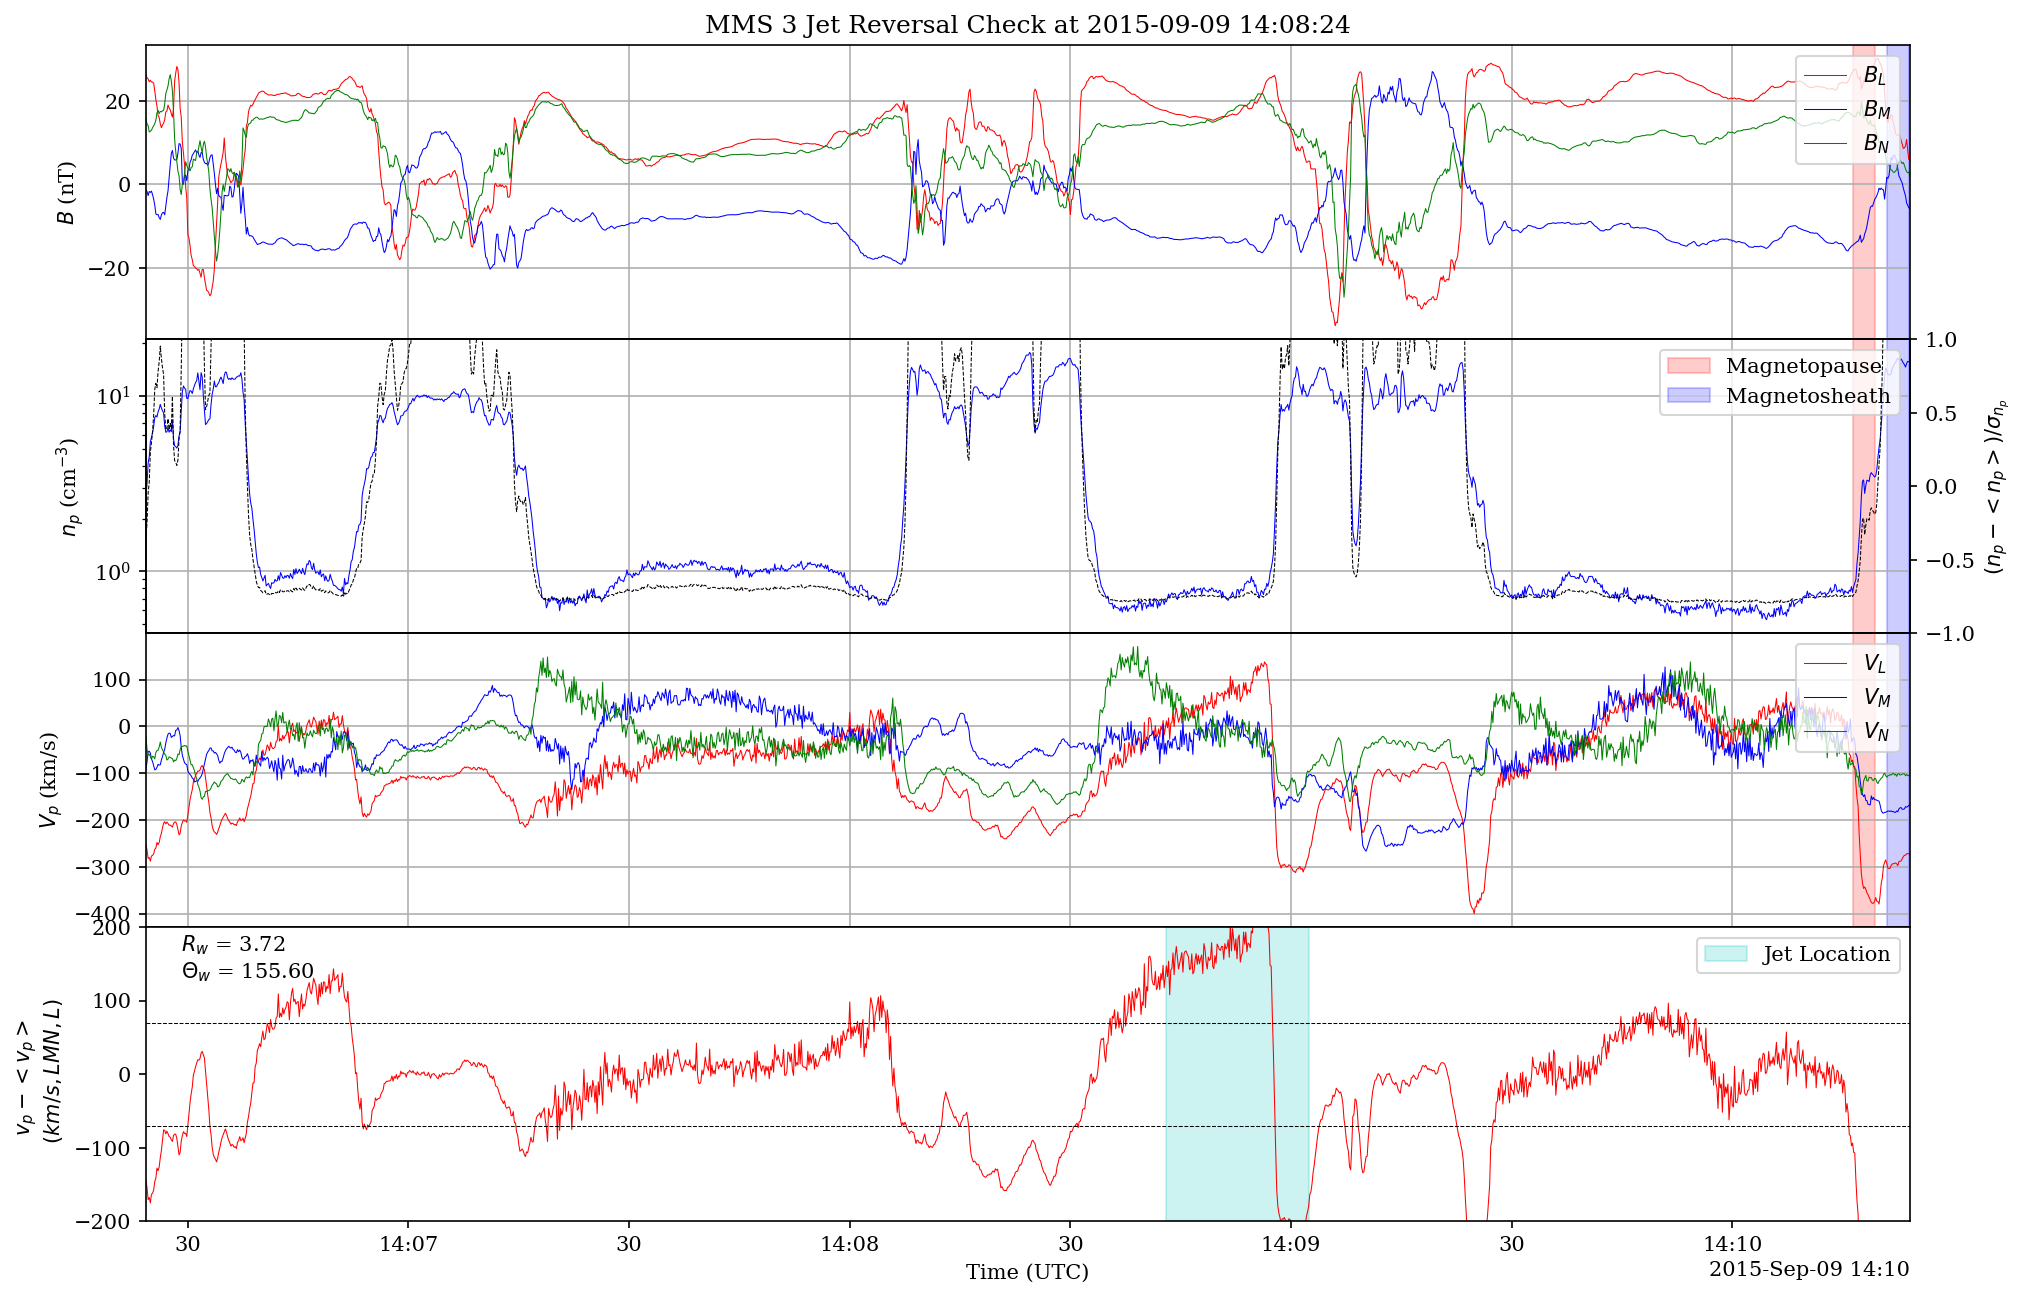 MMS 3 Jet Reversal Check at 2015-09-09 14:08:24
B (nT)
20
0
−20
B_L
B_M
B_N
n_p (cm^{−3})
10^1
10^0
Magnetopause
Magnetosheath
1.0
0.5
0.0
−0.5
−1.0
(n_p − < n_p >)/σ_{n_p}
V_p (km/s)
100
0
−100
−200
−300
−400
V_L
V_M
V_N
v_p − < v_p >
(km/s, LMN, L)
200
100
0
−100
−200
R_w = 3.72
Θ_w = 155.60
Jet Location
30
14:07
30
14:08
30
14:09
30
14:10
Time (UTC)
2015-Sep-09 14:10